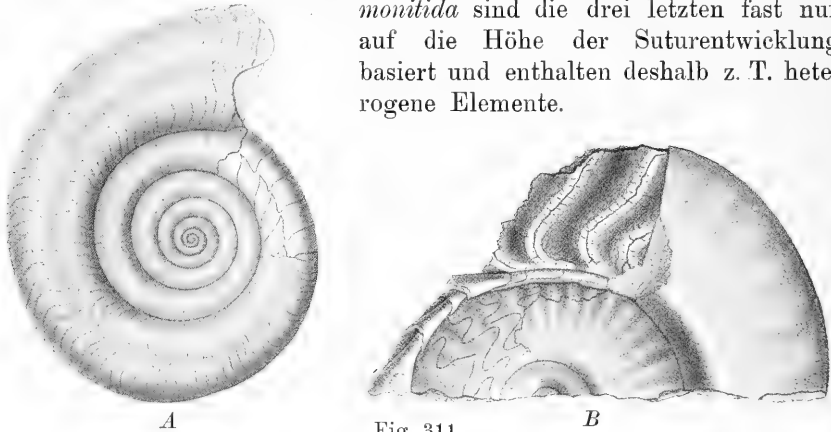 monitida sind die drei letzten fast nur
auf die Höhe der Suturentwicklung
basiert und enthalten deshalb z. T. hete-
rogene Elemente.
A
Fig. 311
B